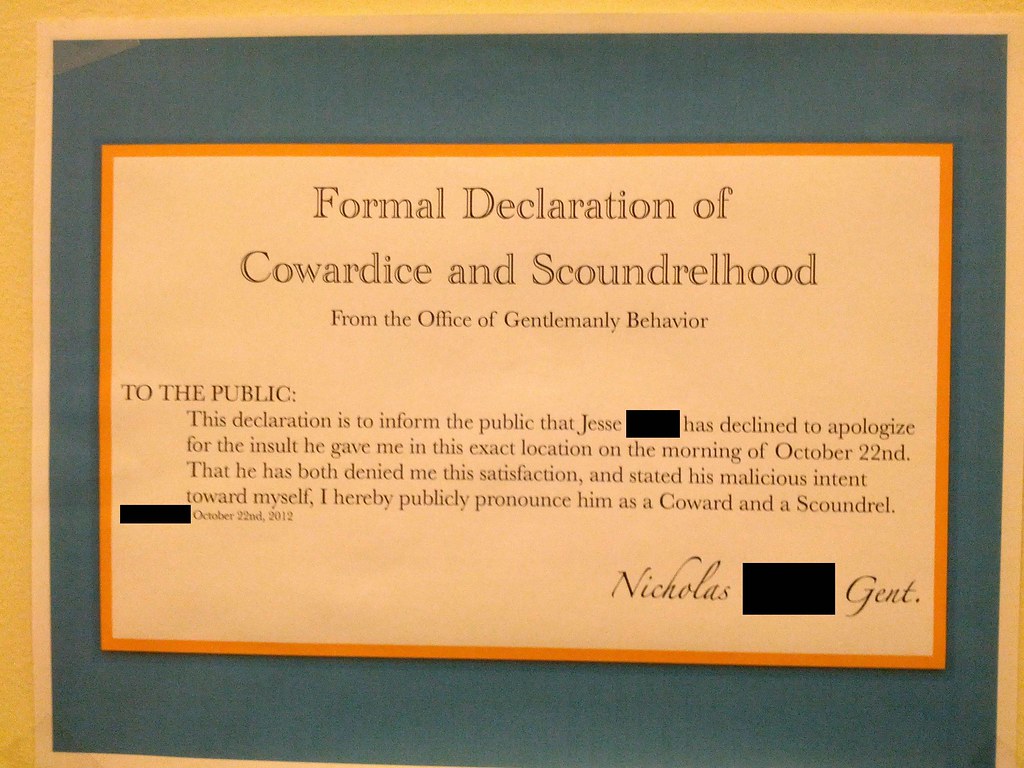 Formal Declaration of
Cowardice and Scoundrelhood
From the Office of Gentlemanly Behavior
TO THE PUBLIC:
This declaration is to inform the public that Jesse has declined to apologize
for the insult he gave me in this exact location on the morning of October 22nd.
That he has both denied me this satisfaction, and stated his malicious intent
toward myself, I hereby publicly pronounce him as a Coward and a Scoundrel.
October 22nd, 2012
Nicholas Gent.